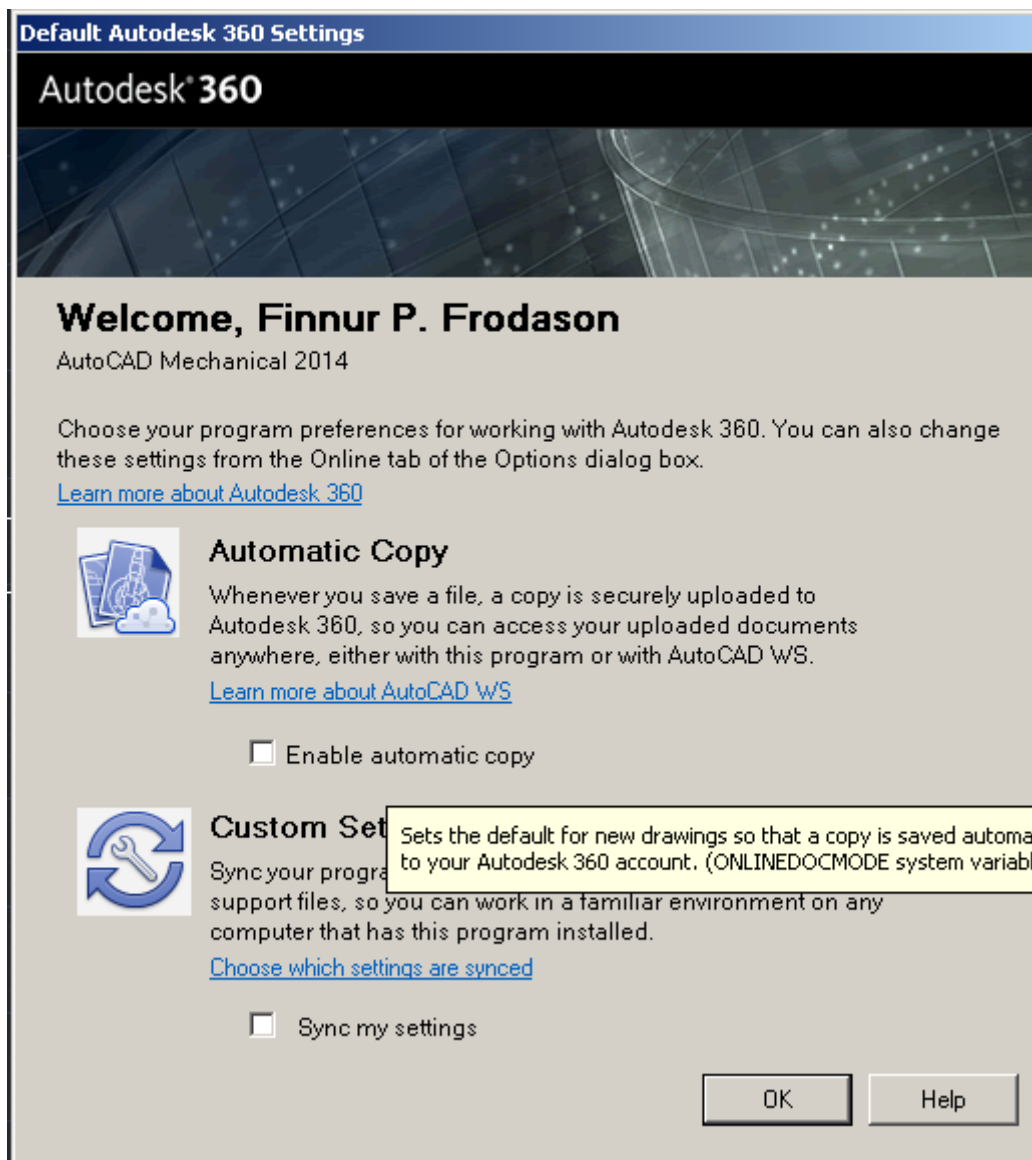 Default Autodesk 360 Settings
Autodesk® 360
Welcome, Finnur P. Frodason
AutoCAD Mechanical 2014
Choose your program preferences for working with Autodesk 360. You can also change
these settings from the Online tab of the Options dialog box.
Learn more about Autodesk 360
Automatic Copy
Whenever you save a file, a copy is securely uploaded to
Autodesk 360, so you can access your uploaded documents
anywhere, either with this program or with AutoCAD WS.
Learn more about AutoCAD WS
Enable automatic copy
Custom Set
Sets the default for new drawings so that a copy is saved automa
to your Autodesk 360 account. (ONLINEDOCMODE system variabl
Sync your progra
support files, so you can work in a familiar environment on any
computer that has this program installed.
Choose which settings are synced
Sync my settings
OK
Help